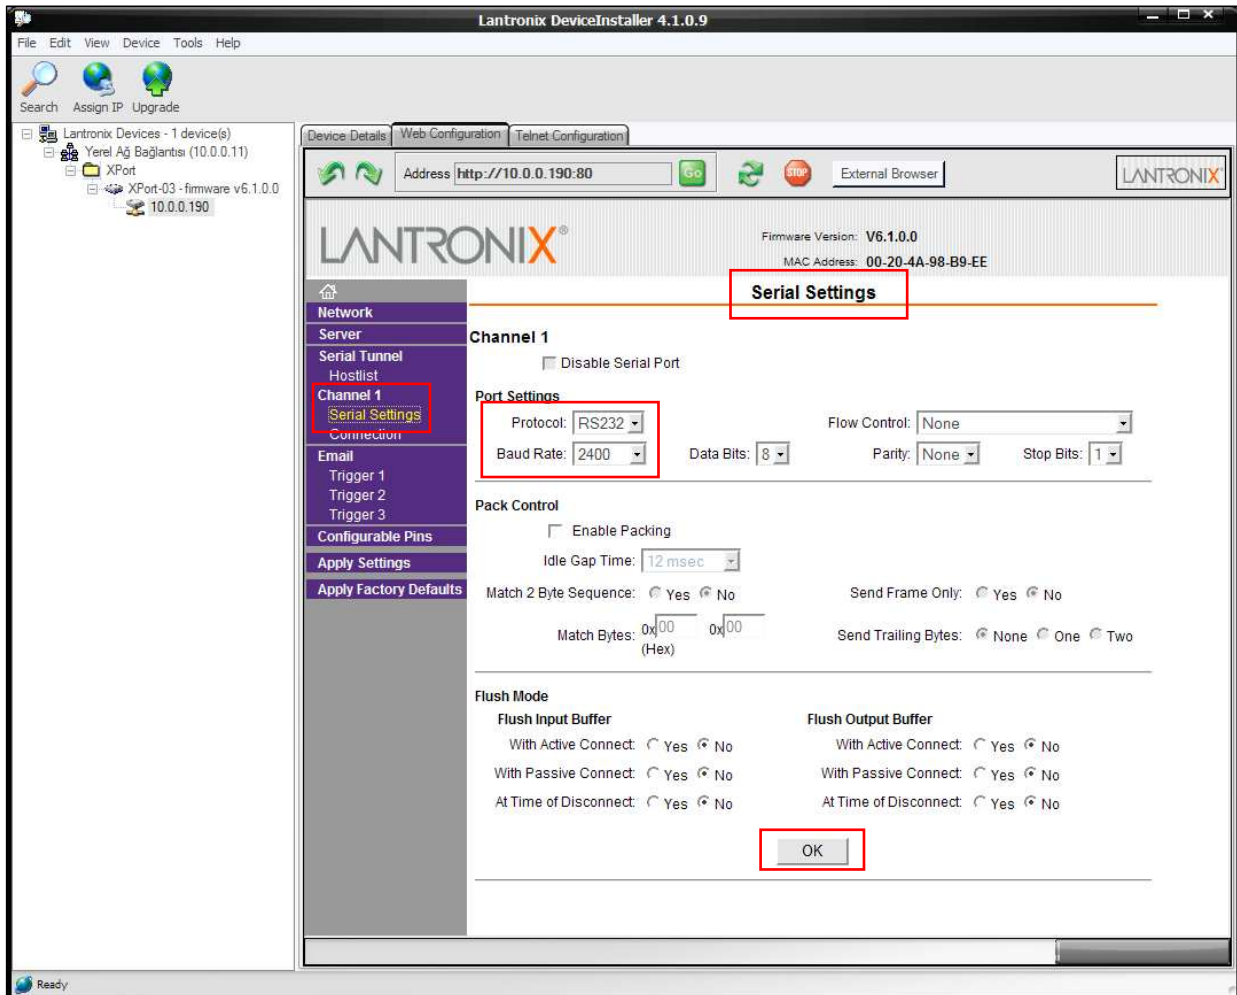 Lantronix DeviceInstaller 4.1.0.9
File Edit View Device Tools Help
Search Assign IP Upgrade
Lantronix Devices - 1 device(s)
Yerel Ağ Bağlantısı (10.0.0.11)
XPort
XPort-03 - firmware v6.1.0.0
10.0.0.190
Device Details Web Configuration Telnet Configuration
Address http://10.0.0.190:80 Go STOP External Browser LANTRONIX
LANTRONIX®
Firmware Version: V6.1.0.0
MAC Address: 00-20-4A-98-B9-EE
Network
Server
Serial Tunnel
Hostlist
Channel 1
Serial Settings
Connection
Email
Trigger 1
Trigger 2
Trigger 3
Configurable Pins
Apply Settings
Apply Factory Defaults
Serial Settings
Channel 1
Disable Serial Port
Port Settings
Protocol: RS232 Flow Control: None
Baud Rate: 2400 Data Bits: 8 Parity: None Stop Bits: 1
Pack Control
Enable Packing
Idle Gap Time: 12 msec
Match 2 Byte Sequence: Yes No Send Frame Only: Yes No
Match Bytes: 0x00 0x00 Send Trailing Bytes: None One Two
(Hex)
Flush Mode
Flush Input Buffer Flush Output Buffer
With Active Connect: Yes No With Active Connect: Yes No
With Passive Connect: Yes No With Passive Connect: Yes No
At Time of Disconnect: Yes No At Time of Disconnect: Yes No
OK
Ready